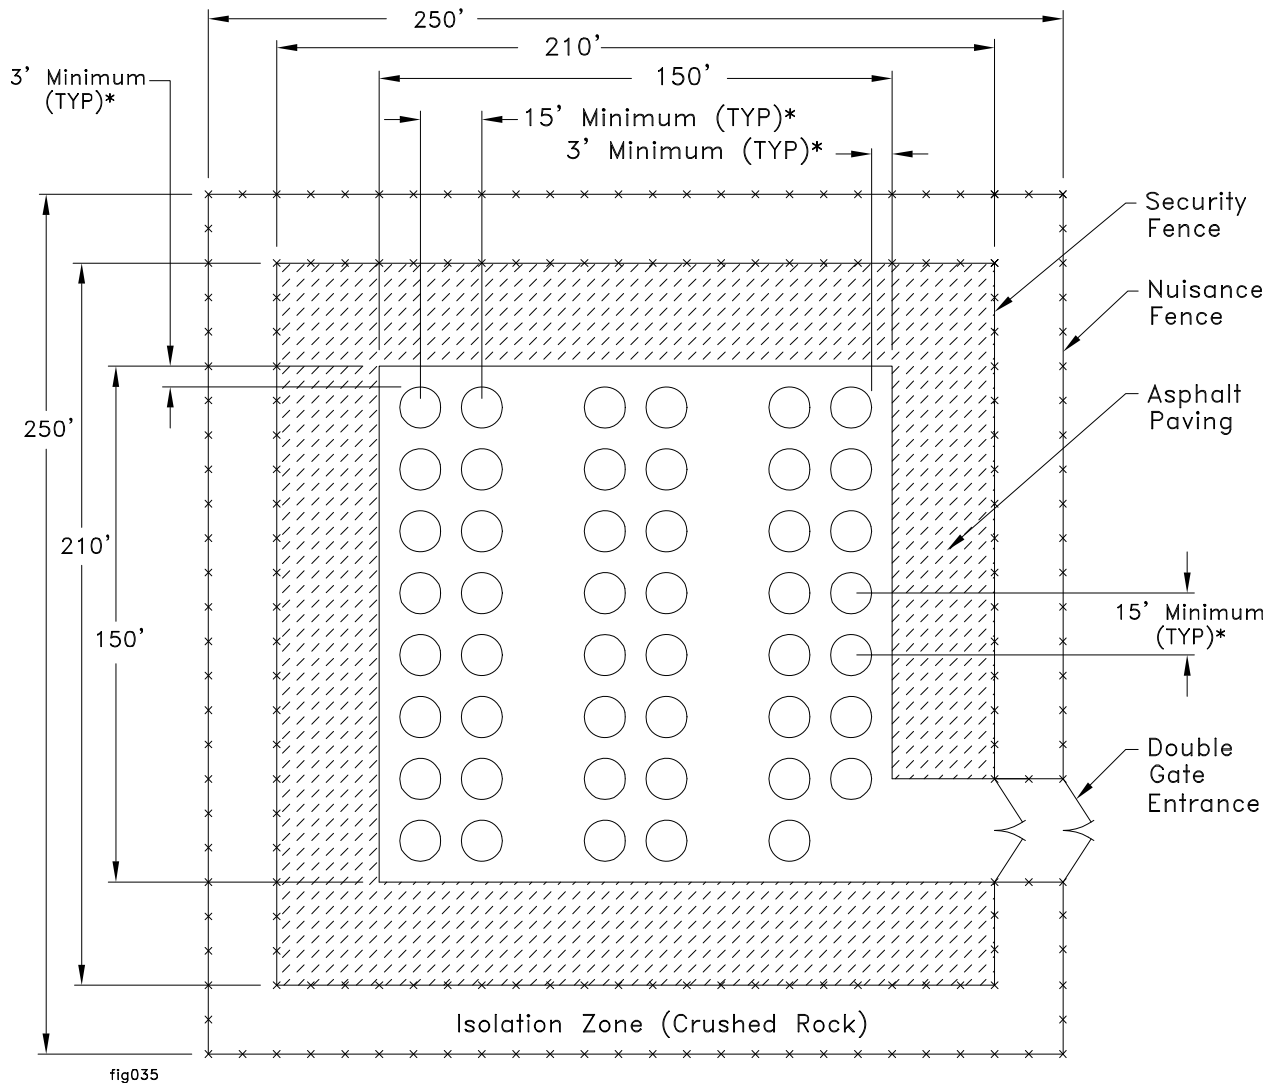 250'
210'
150'
3' Minimum
(TYP)*
15' Minimum (TYP)*
3' Minimum (TYP)*
Security
Fence
Nuisance
Fence
Asphalt
Paving
250'
210'
150'
15' Minimum
(TYP)*
Double
Gate
Entrance
Isolation Zone (Crushed Rock)
fig035